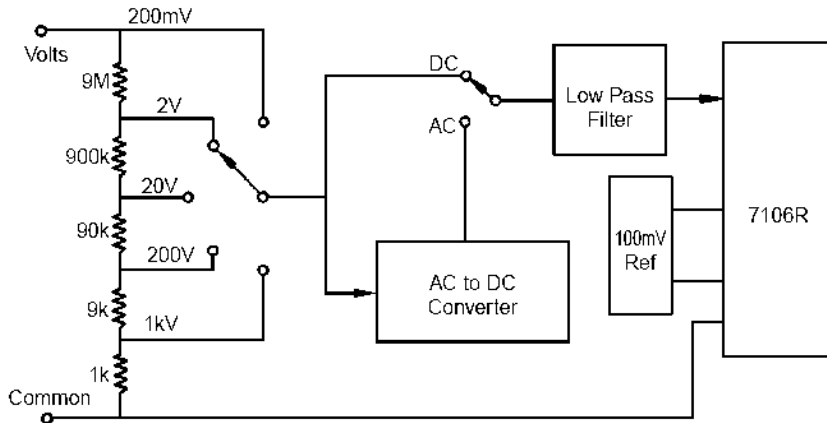 200mV
Volts
9M
2V
900k
20V
90k
200V
9k
1kV
1k
Common
DC
AC
Low Pass
Filter
AC to DC
Converter
100mV
Ref
7106R